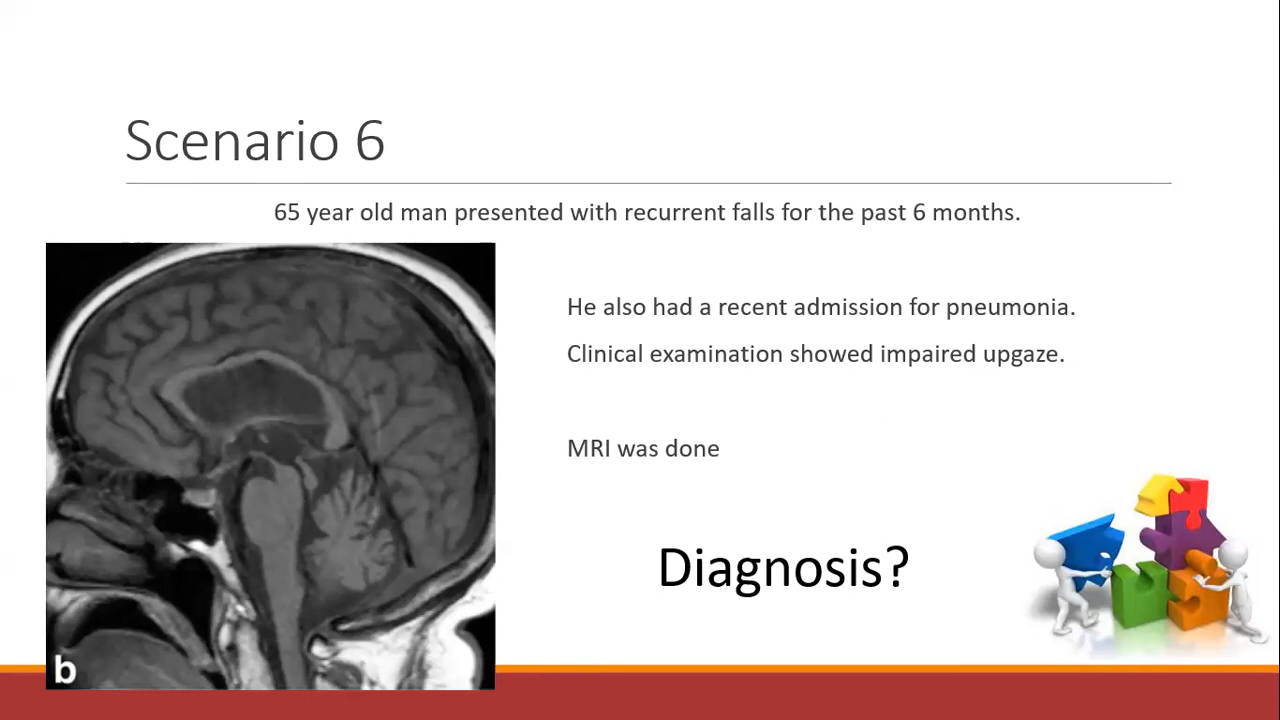 Scenario 6
65 year old man presented with recurrent falls for the past 6 months.
He also had a recent admission for pneumonia.
Clinical examination showed impaired upgaze.
MRI was done
Diagnosis?
b